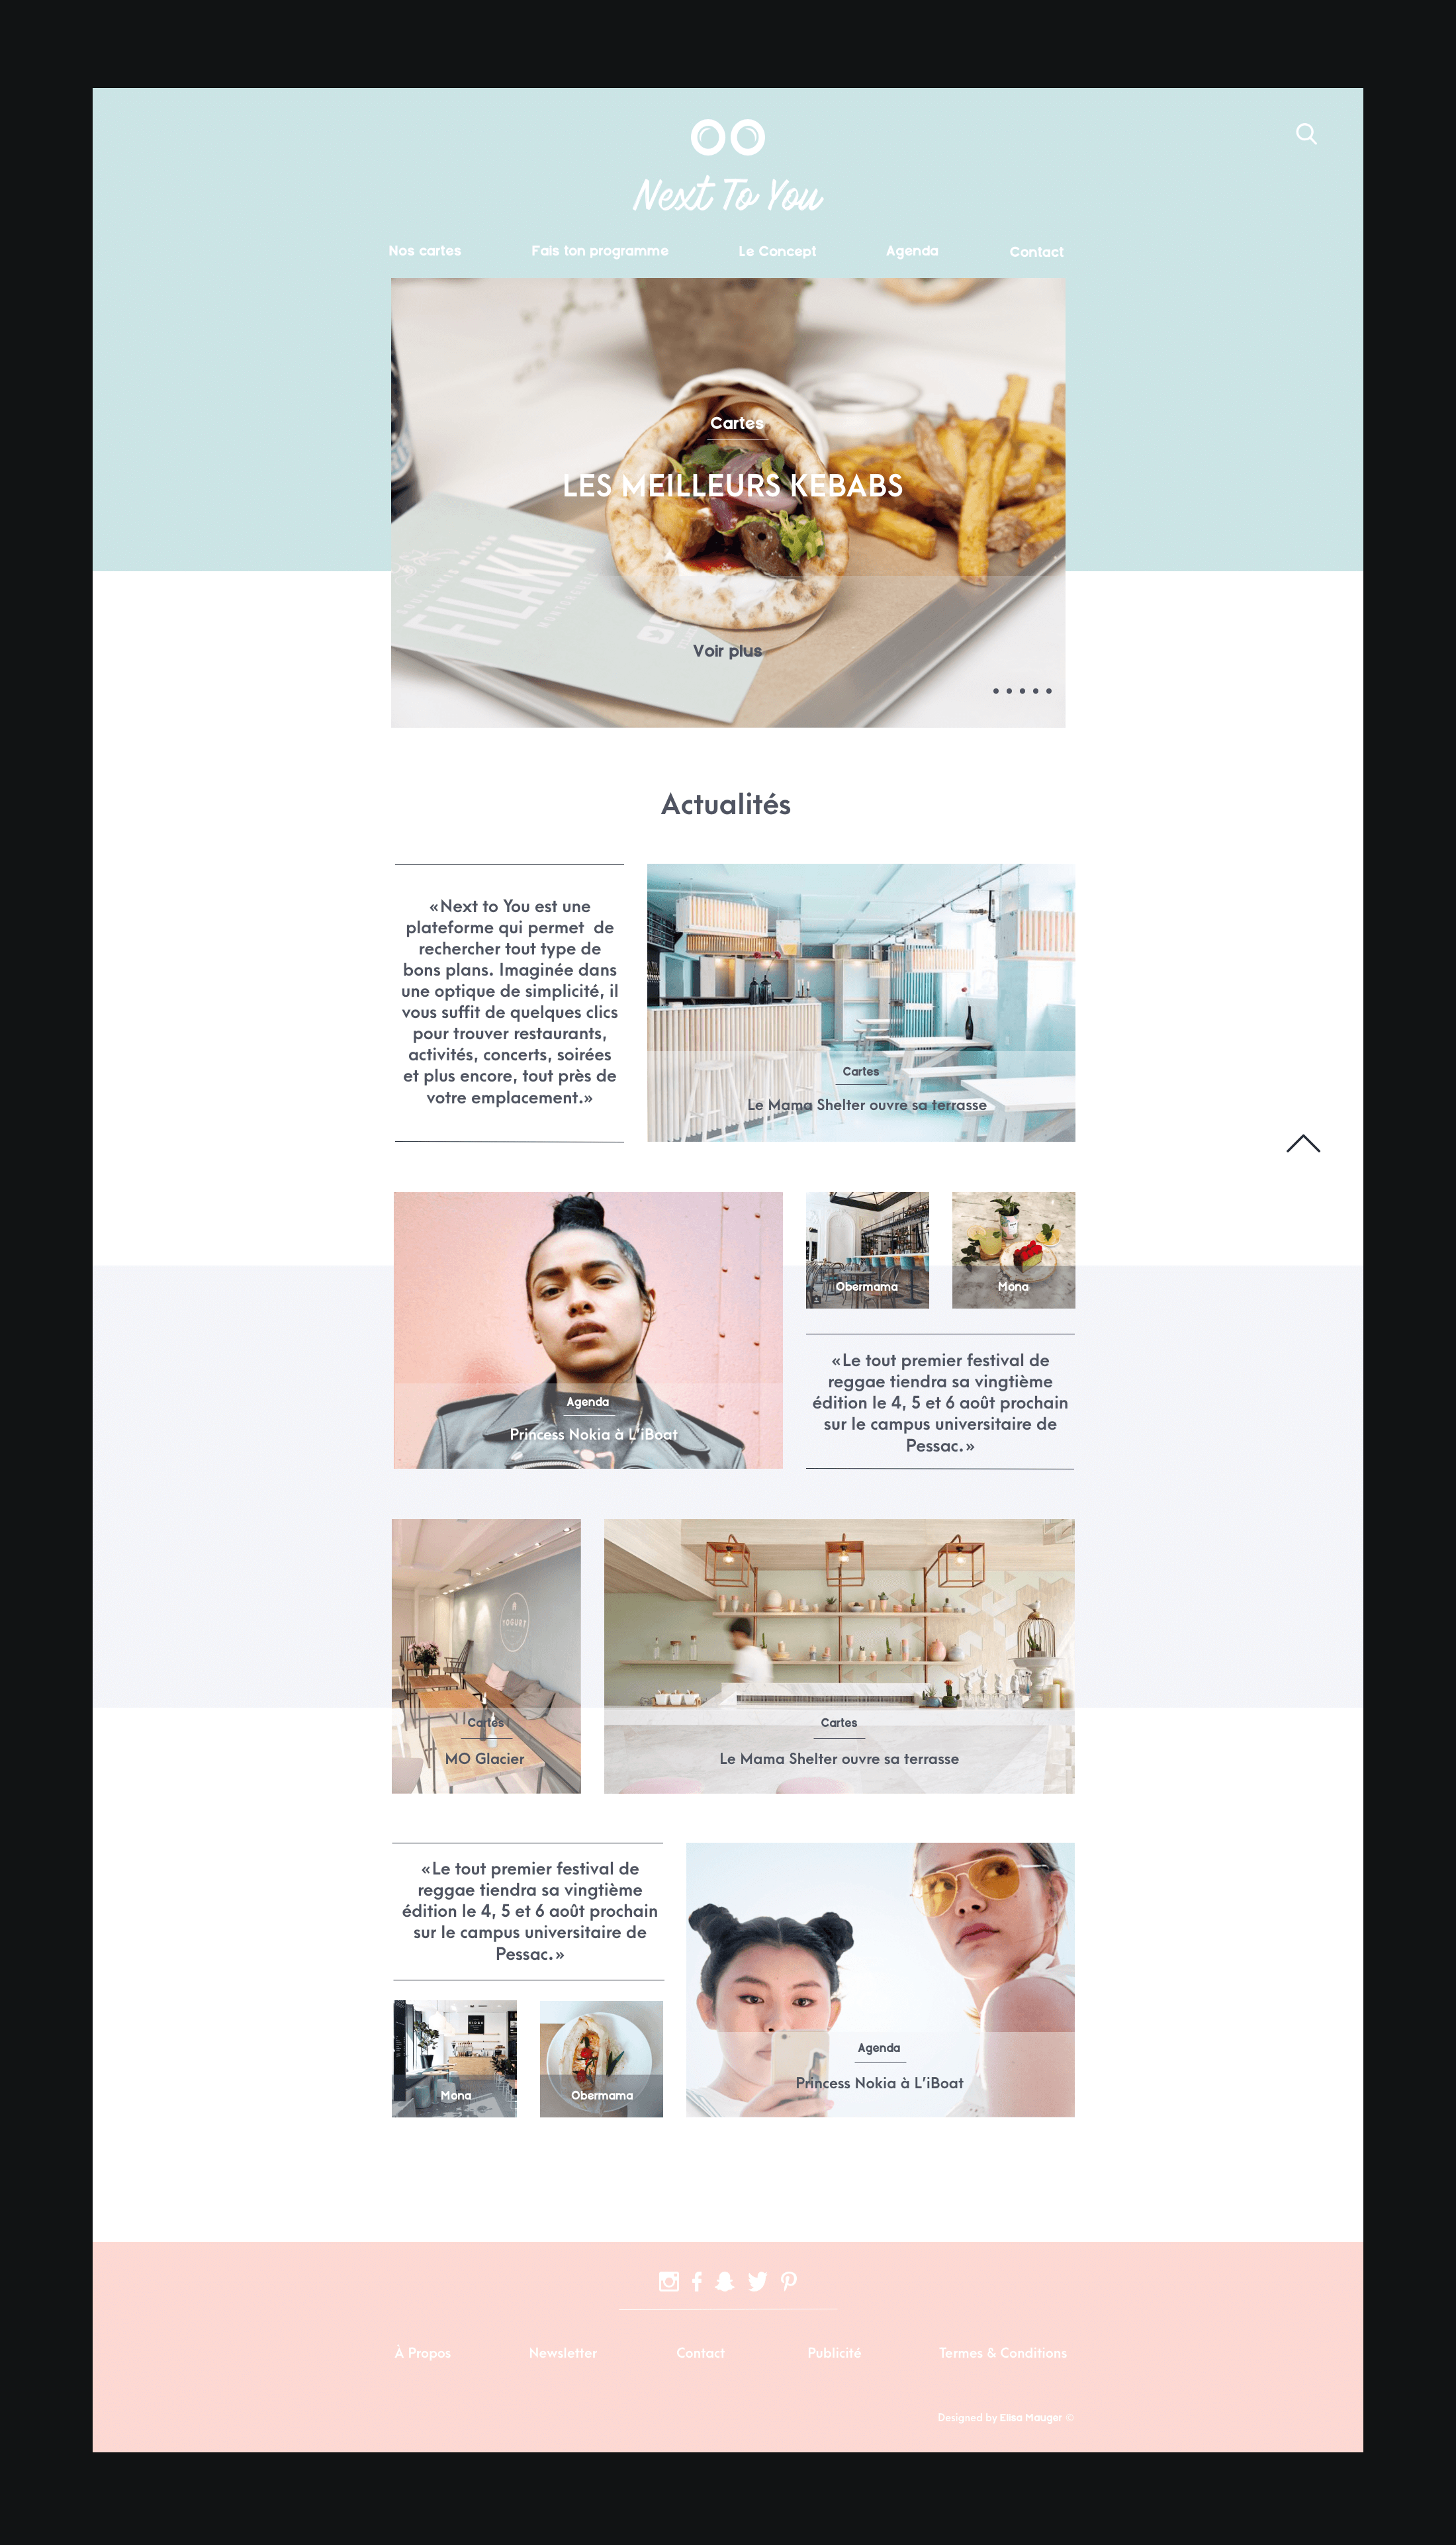 Next To You
Nos cartes
Fais ton programme
Le Concept
Agenda
Contact
Cartes
LES MEILLEURS KEBABS
FILAKIA
Voir plus
Actualités
«Next to You est une
plateforme qui permet de
rechercher tout type de
bons plans. Imaginée dans
une optique de simplicité, il
vous suffit de quelques clics
pour trouver restaurants,
activités, concerts, soirées
et plus encore, tout près de
votre emplacement.»
Cartes
Le Mama Shelter ouvre sa terrasse
Agenda
Princess Nokia à L'iBoat
Obermama
Mona
«Le tout premier festival de
reggae tiendra sa vingtième
édition le 4, 5 et 6 août prochain
sur le campus universitaire de
Pessac.»
YOGURT
Cartes
MO Glacier
Cartes
Le Mama Shelter ouvre sa terrasse
«Le tout premier festival de
reggae tiendra sa vingtième
édition le 4, 5 et 6 août prochain
sur le campus universitaire de
Pessac.»
Mona
Obermama
Agenda
Princess Nokia à L'iBoat
À Propos
Newsletter
Contact
Publicité
Termes & Conditions
Designed by Elisa Mauger ©